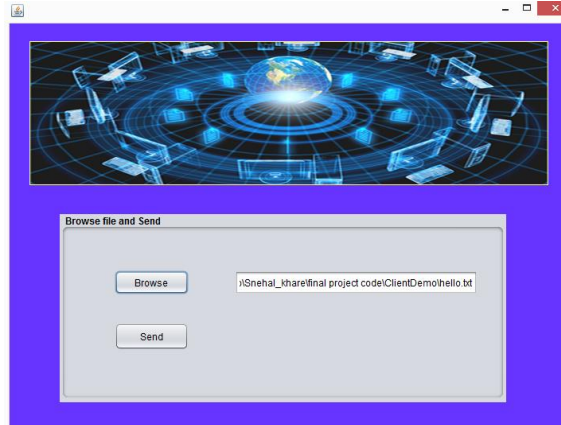 Browse file and Send
Browse
\Snehal_khare\final project code\ClientDemo\hello.txt
Send